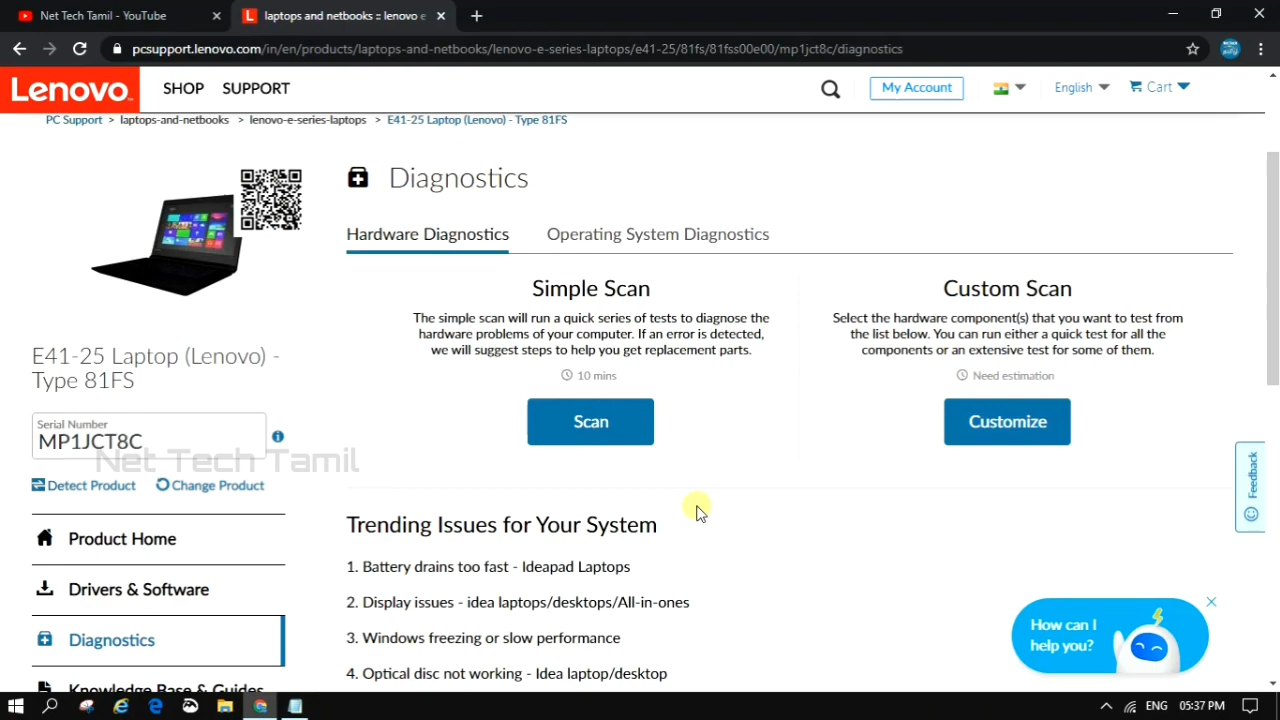 Net Tech Tamil - YouTube
laptops and netbooks :: lenovo e
pcsupport.lenovo.com/in/en/products/laptops-and-netbooks/lenovo-e-series-laptops/e41-25/81fs/81fss00e00/mp1jct8c/diagnostics
Lenovo
SHOP
SUPPORT
My Account
English
Cart
PC Support > laptops-and-netbooks > lenovo-e-series-laptops > E41-25 Laptop (Lenovo) - Type 81FS
Diagnostics
Hardware Diagnostics
Operating System Diagnostics
Simple Scan
The simple scan will run a quick series of tests to diagnose the
hardware problems of your computer. If an error is detected,
we will suggest steps to help you get replacement parts.
10 mins
Scan
Custom Scan
Select the hardware component(s) that you want to test from
the list below. You can run either a quick test for all the
components or an extensive test for some of them.
Need estimation
Customize
E41-25 Laptop (Lenovo) -
Type 81FS
Serial Number
MP1JCT8C
Net Tech Tamil
Detect Product
Change Product
Product Home
Drivers & Software
Diagnostics
Knowledge Base & Guides
Trending Issues for Your System
1. Battery drains too fast - Ideapad Laptops
2. Display issues - idea laptops/desktops/All-in-ones
3. Windows freezing or slow performance
4. Optical disc not working - Idea laptop/desktop
Feedback
How can I
help you?
ENG
05:37 PM